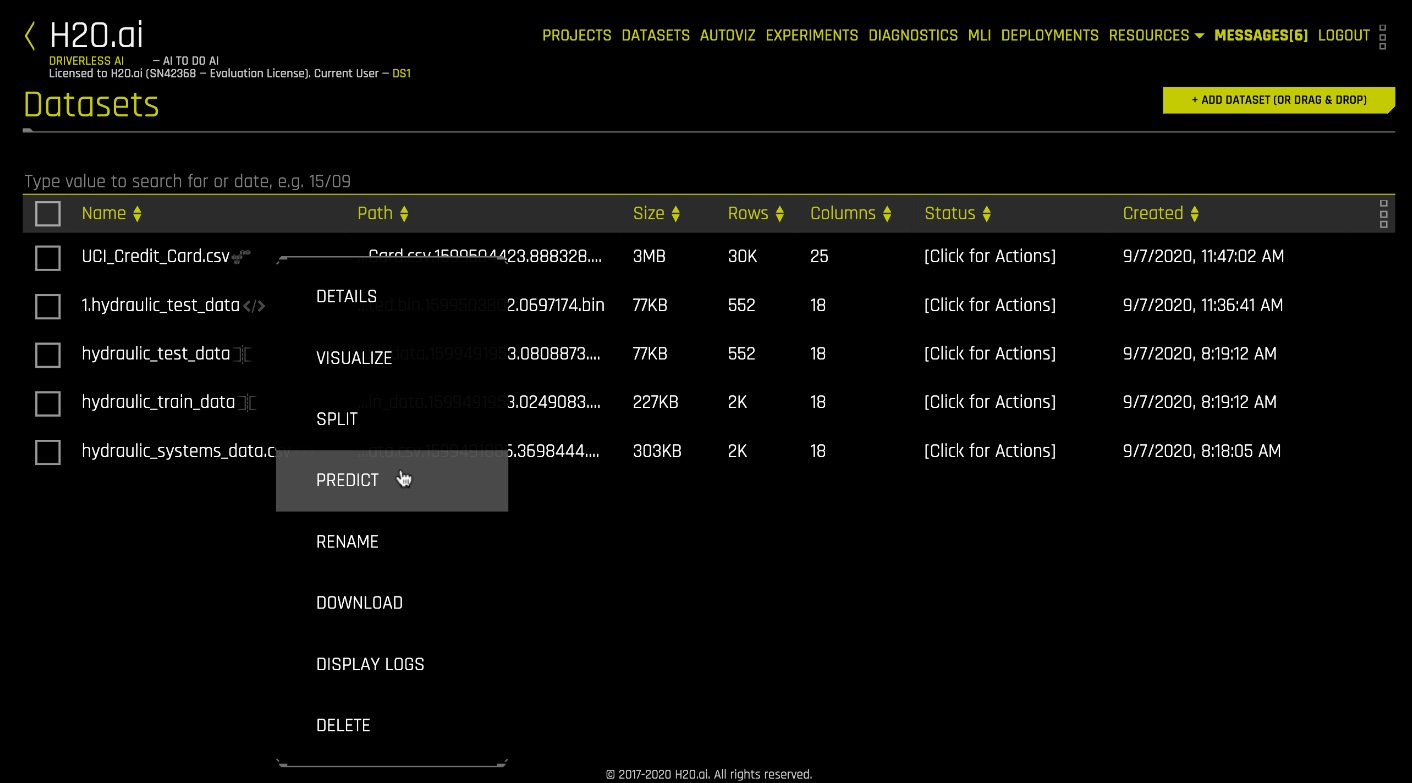 H2O.ai
PROJECTS DATASETS AUTOVIZ EXPERIMENTS DIAGNOSTICS MLI DEPLOYMENTS RESOURCES MESSAGES[6] LOGOUT
DRIVERLESS AI — AI TO DO AI
Licensed to H2O.ai (SN42368 — Evaluation License). Current User — DS1
Datasets
+ ADD DATASET (OR DRAG & DROP)
Type value to search for or date, e.g. 15/09
Name Path Size Rows Columns Status Created
UCI_Credit_Card.csv ...Card.csv.1599504423.888328.... 3MB 30K 25 [Click for Actions] 9/7/2020, 11:47:02 AM
DETAILS
1.hydraulic_test_data </> 2.0697174.bin 77KB 552 18 [Click for Actions] 9/7/2020, 11:36:41 AM
VISUALIZE
hydraulic_test_data 3.0808873.... 77KB 552 18 [Click for Actions] 9/7/2020, 8:19:12 AM
hydraulic_train_data 3.0249083.... 227KB 2K 18 [Click for Actions] 9/7/2020, 8:19:12 AM
SPLIT
hydraulic_systems_data.csv 5.3698444.... 303KB 2K 18 [Click for Actions] 9/7/2020, 8:18:05 AM
PREDICT
RENAME
DOWNLOAD
DISPLAY LOGS
DELETE
© 2017-2020 H2O.ai. All rights reserved.